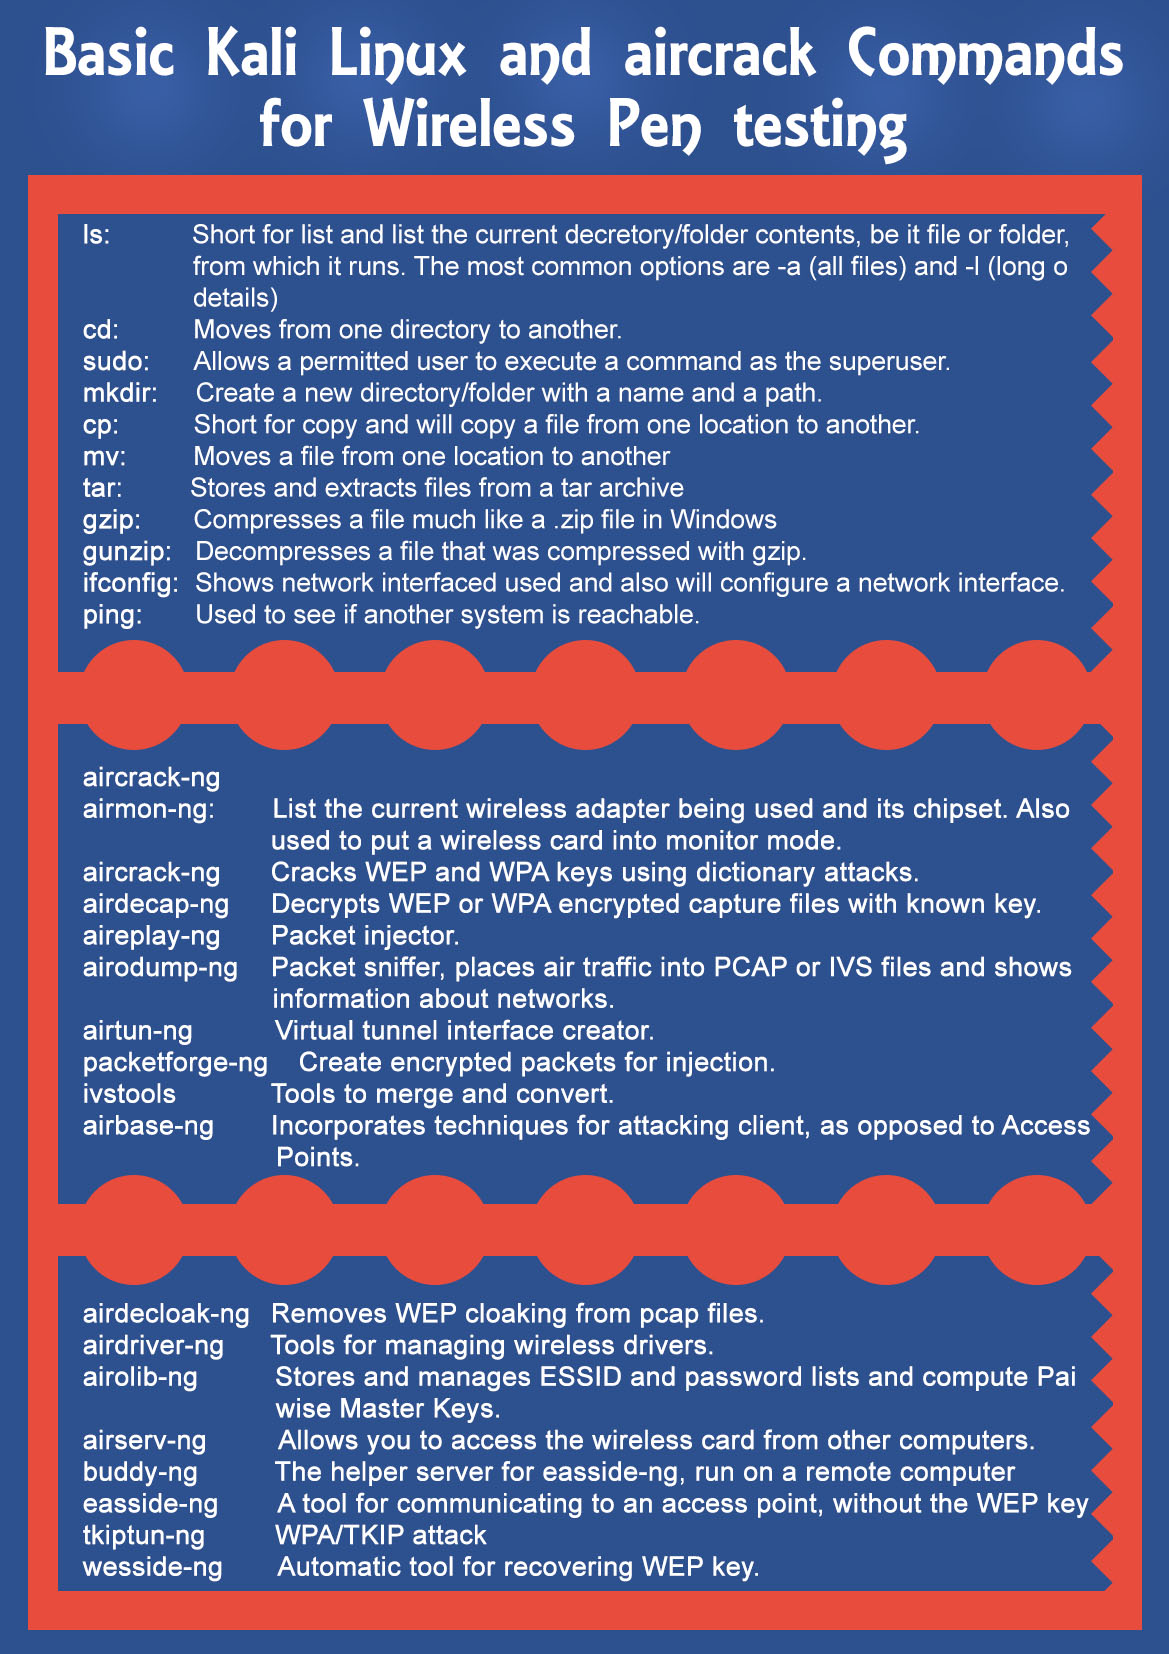 Basic Kali Linux and aircrack Commands
for Wireless Pen testing
ls: Short for list and list the current decretory/folder contents, be it file or folder,
from which it runs. The most common options are -a (all files) and -l (long o
details)
cd: Moves from one directory to another.
sudo: Allows a permitted user to execute a command as the superuser.
mkdir: Create a new directory/folder with a name and a path.
cp: Short for copy and will copy a file from one location to another.
mv: Moves a file from one location to another
tar: Stores and extracts files from a tar archive
gzip: Compresses a file much like a .zip file in Windows
gunzip: Decompresses a file that was compressed with gzip.
ifconfig: Shows network interfaced used and also will configure a network interface.
ping: Used to see if another system is reachable.
aircrack-ng
airmon-ng: List the current wireless adapter being used and its chipset. Also
used to put a wireless card into monitor mode.
aircrack-ng Cracks WEP and WPA keys using dictionary attacks.
airdecap-ng Decrypts WEP or WPA encrypted capture files with known key.
aireplay-ng Packet injector.
airodump-ng Packet sniffer, places air traffic into PCAP or IVS files and shows
information about networks.
airtun-ng Virtual tunnel interface creator.
packetforge-ng Create encrypted packets for injection.
ivstools Tools to merge and convert.
airbase-ng Incorporates techniques for attacking client, as opposed to Access
Points.
airdecloak-ng Removes WEP cloaking from pcap files.
airdriver-ng Tools for managing wireless drivers.
airolib-ng Stores and manages ESSID and password lists and compute Pai
wise Master Keys.
airserv-ng Allows you to access the wireless card from other computers.
buddy-ng The helper server for easside-ng, run on a remote computer
easside-ng A tool for communicating to an access point, without the WEP key
tkiptun-ng WPA/TKIP attack
wesside-ng Automatic tool for recovering WEP key.